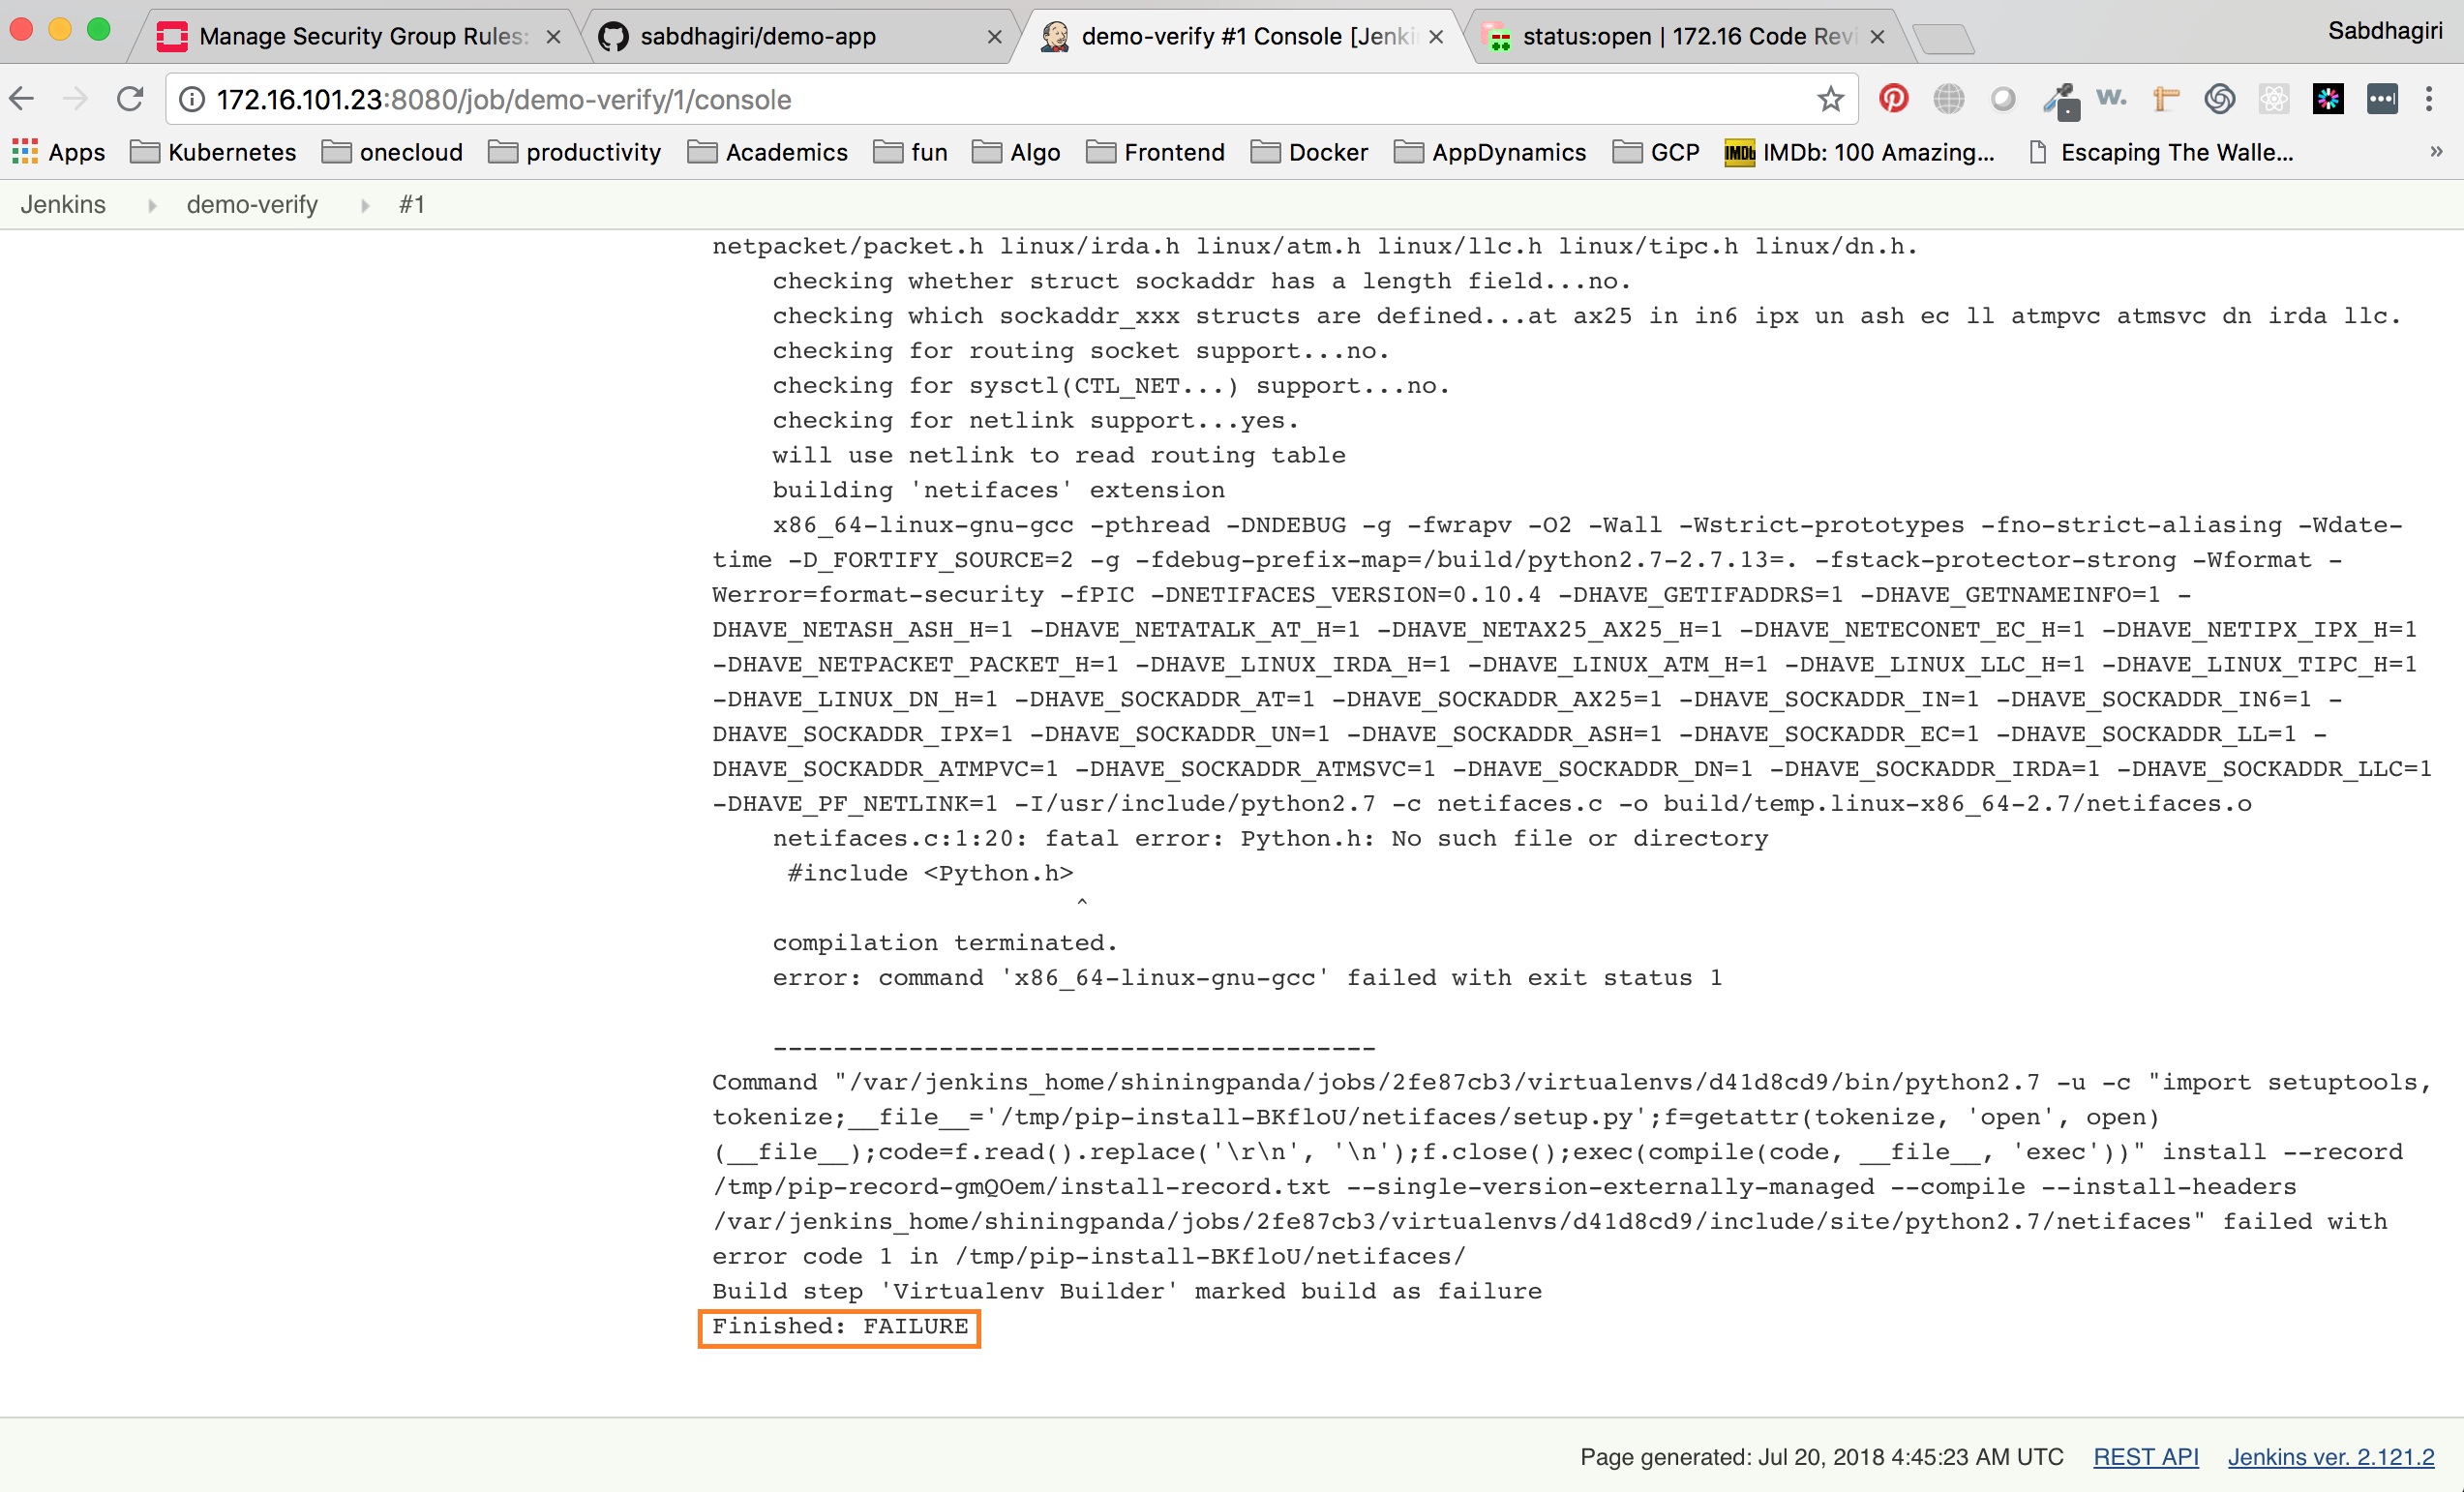 Manage Security Group Rules:
sabdhagiri/demo-app
demo-verify #1 Console [Jenki
status:open | 172.16 Code Revi
Sabdhagiri
172.16.101.23:8080/job/demo-verify/1/console
w.
Apps
Kubernetes
onecloud
productivity
Academics
fun
Algo
Frontend
Docker
AppDynamics
GCP
IMDb
IMDb: 100 Amazing...
Escaping The Walle...
»
Jenkins
demo-verify
#1
netpacket/packet.h linux/irda.h linux/atm.h linux/llc.h linux/tipc.h linux/dn.h.
checking whether struct sockaddr has a length field...no.
checking which sockaddr_xxx structs are defined...at ax25 in in6 ipx un ash ec ll atmpvc atmsvc dn irda llc.
checking for routing socket support...no.
checking for sysctl(CTL_NET...) support...no.
checking for netlink support...yes.
will use netlink to read routing table
building 'netifaces' extension
x86_64-linux-gnu-gcc -pthread -DNDEBUG -g -fwrapv -O2 -Wall -Wstrict-prototypes -fno-strict-aliasing -Wdate-
time -D_FORTIFY_SOURCE=2 -g -fdebug-prefix-map=/build/python2.7-2.7.13=. -fstack-protector-strong -Wformat -
Werror=format-security -fPIC -DNETIFACES_VERSION=0.10.4 -DHAVE_GETIFADDRS=1 -DHAVE_GETNAMEINFO=1 -
DHAVE_NETASH_ASH_H=1 -DHAVE_NETATALK_AT_H=1 -DHAVE_NETAX25_AX25_H=1 -DHAVE_NETECONET_EC_H=1 -DHAVE_NETIPX_IPX_H=1
-DHAVE_NETPACKET_PACKET_H=1 -DHAVE_LINUX_IRDA_H=1 -DHAVE_LINUX_ATM_H=1 -DHAVE_LINUX_LLC_H=1 -DHAVE_LINUX_TIPC_H=1
-DHAVE_LINUX_DN_H=1 -DHAVE_SOCKADDR_AT=1 -DHAVE_SOCKADDR_AX25=1 -DHAVE_SOCKADDR_IN=1 -DHAVE_SOCKADDR_IN6=1 -
DHAVE_SOCKADDR_IPX=1 -DHAVE_SOCKADDR_UN=1 -DHAVE_SOCKADDR_ASH=1 -DHAVE_SOCKADDR_EC=1 -DHAVE_SOCKADDR_LL=1 -
DHAVE_SOCKADDR_ATMPVC=1 -DHAVE_SOCKADDR_ATMSVC=1 -DHAVE_SOCKADDR_DN=1 -DHAVE_SOCKADDR_IRDA=1 -DHAVE_SOCKADDR_LLC=1
-DHAVE_PF_NETLINK=1 -I/usr/include/python2.7 -c netifaces.c -o build/temp.linux-x86_64-2.7/netifaces.o
netifaces.c:1:20: fatal error: Python.h: No such file or directory
#include <Python.h>
^
compilation terminated.
error: command 'x86_64-linux-gnu-gcc' failed with exit status 1
----------------------------------------
Command "/var/jenkins_home/shiningpanda/jobs/2fe87cb3/virtualenvs/d41d8cd9/bin/python2.7 -u -c "import setuptools,
tokenize;__file__='/tmp/pip-install-BKfloU/netifaces/setup.py';f=getattr(tokenize, 'open', open)
(__file__);code=f.read().replace('\r\n', '\n');f.close();exec(compile(code, __file__, 'exec'))" install --record
/tmp/pip-record-gmQOem/install-record.txt --single-version-externally-managed --compile --install-headers
/var/jenkins_home/shiningpanda/jobs/2fe87cb3/virtualenvs/d41d8cd9/include/site/python2.7/netifaces" failed with
error code 1 in /tmp/pip-install-BKfloU/netifaces/
Build step 'Virtualenv Builder' marked build as failure
Finished: FAILURE
Page generated: Jul 20, 2018 4:45:23 AM UTC
REST API
Jenkins ver. 2.121.2